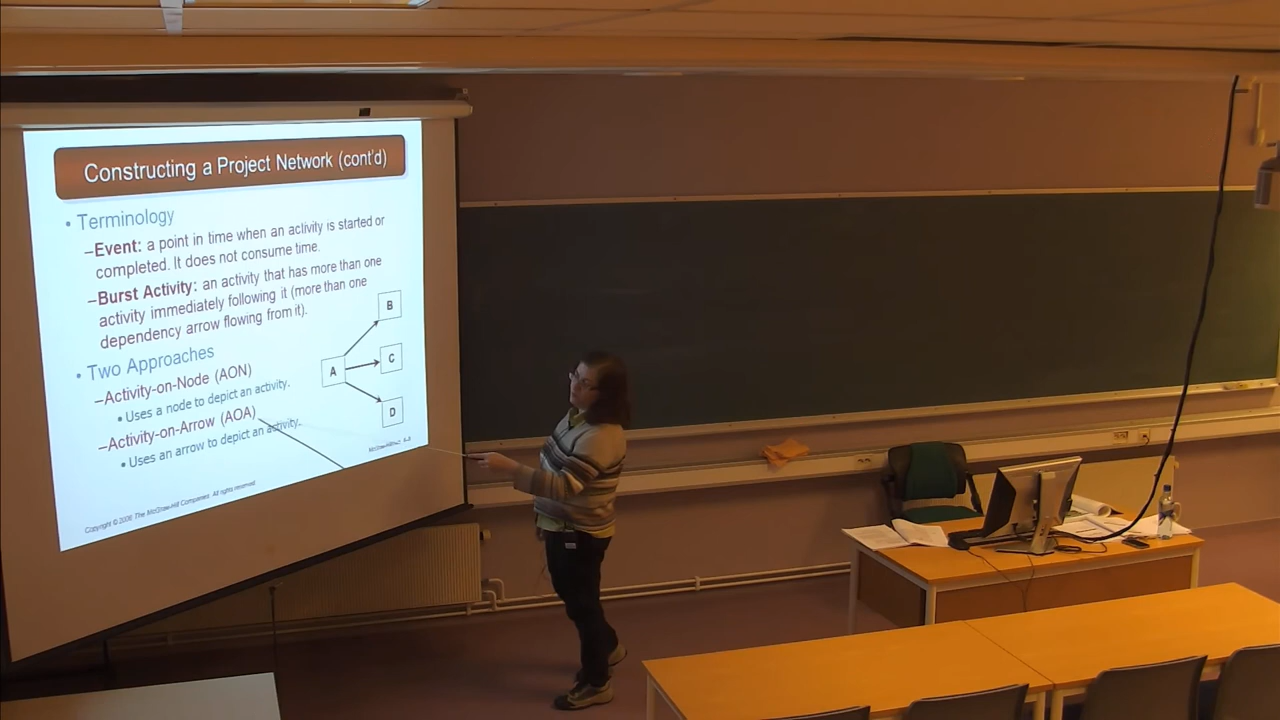 Constructing a Project Network (cont'd)
• Terminology
–Event: a point in time when an activity is started or
completed. It does not consume time.
–Burst Activity: an activity that has more than one
activity immediately following it (more than one
dependency arrow flowing from it).
B
A
C
D
• Two Approaches
–Activity-on-Node (AON)
• Uses a node to depict an activity.
–Activity-on-Arrow (AOA)
• Uses an arrow to depict an activity.
Copyright © 2006 The McGraw-Hill Companies. All rights reserved.